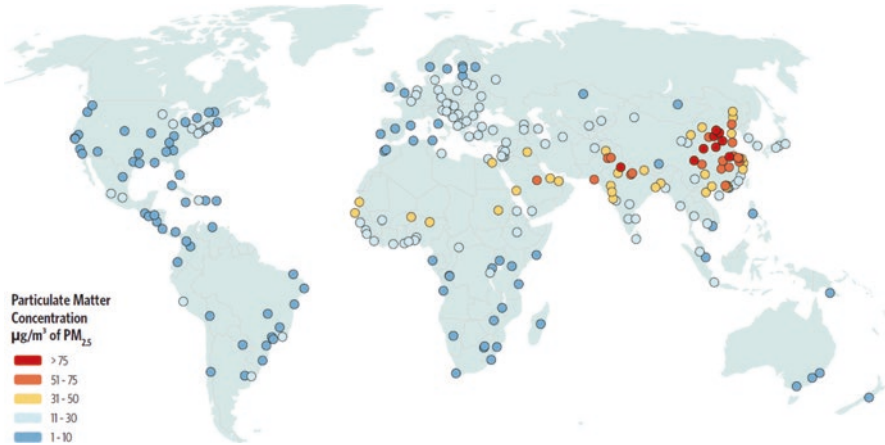 Particulate Matter
Concentration
µg/m³ of PM₂.₅
> 75
51 - 75
31 - 50
11 - 30
1 - 10